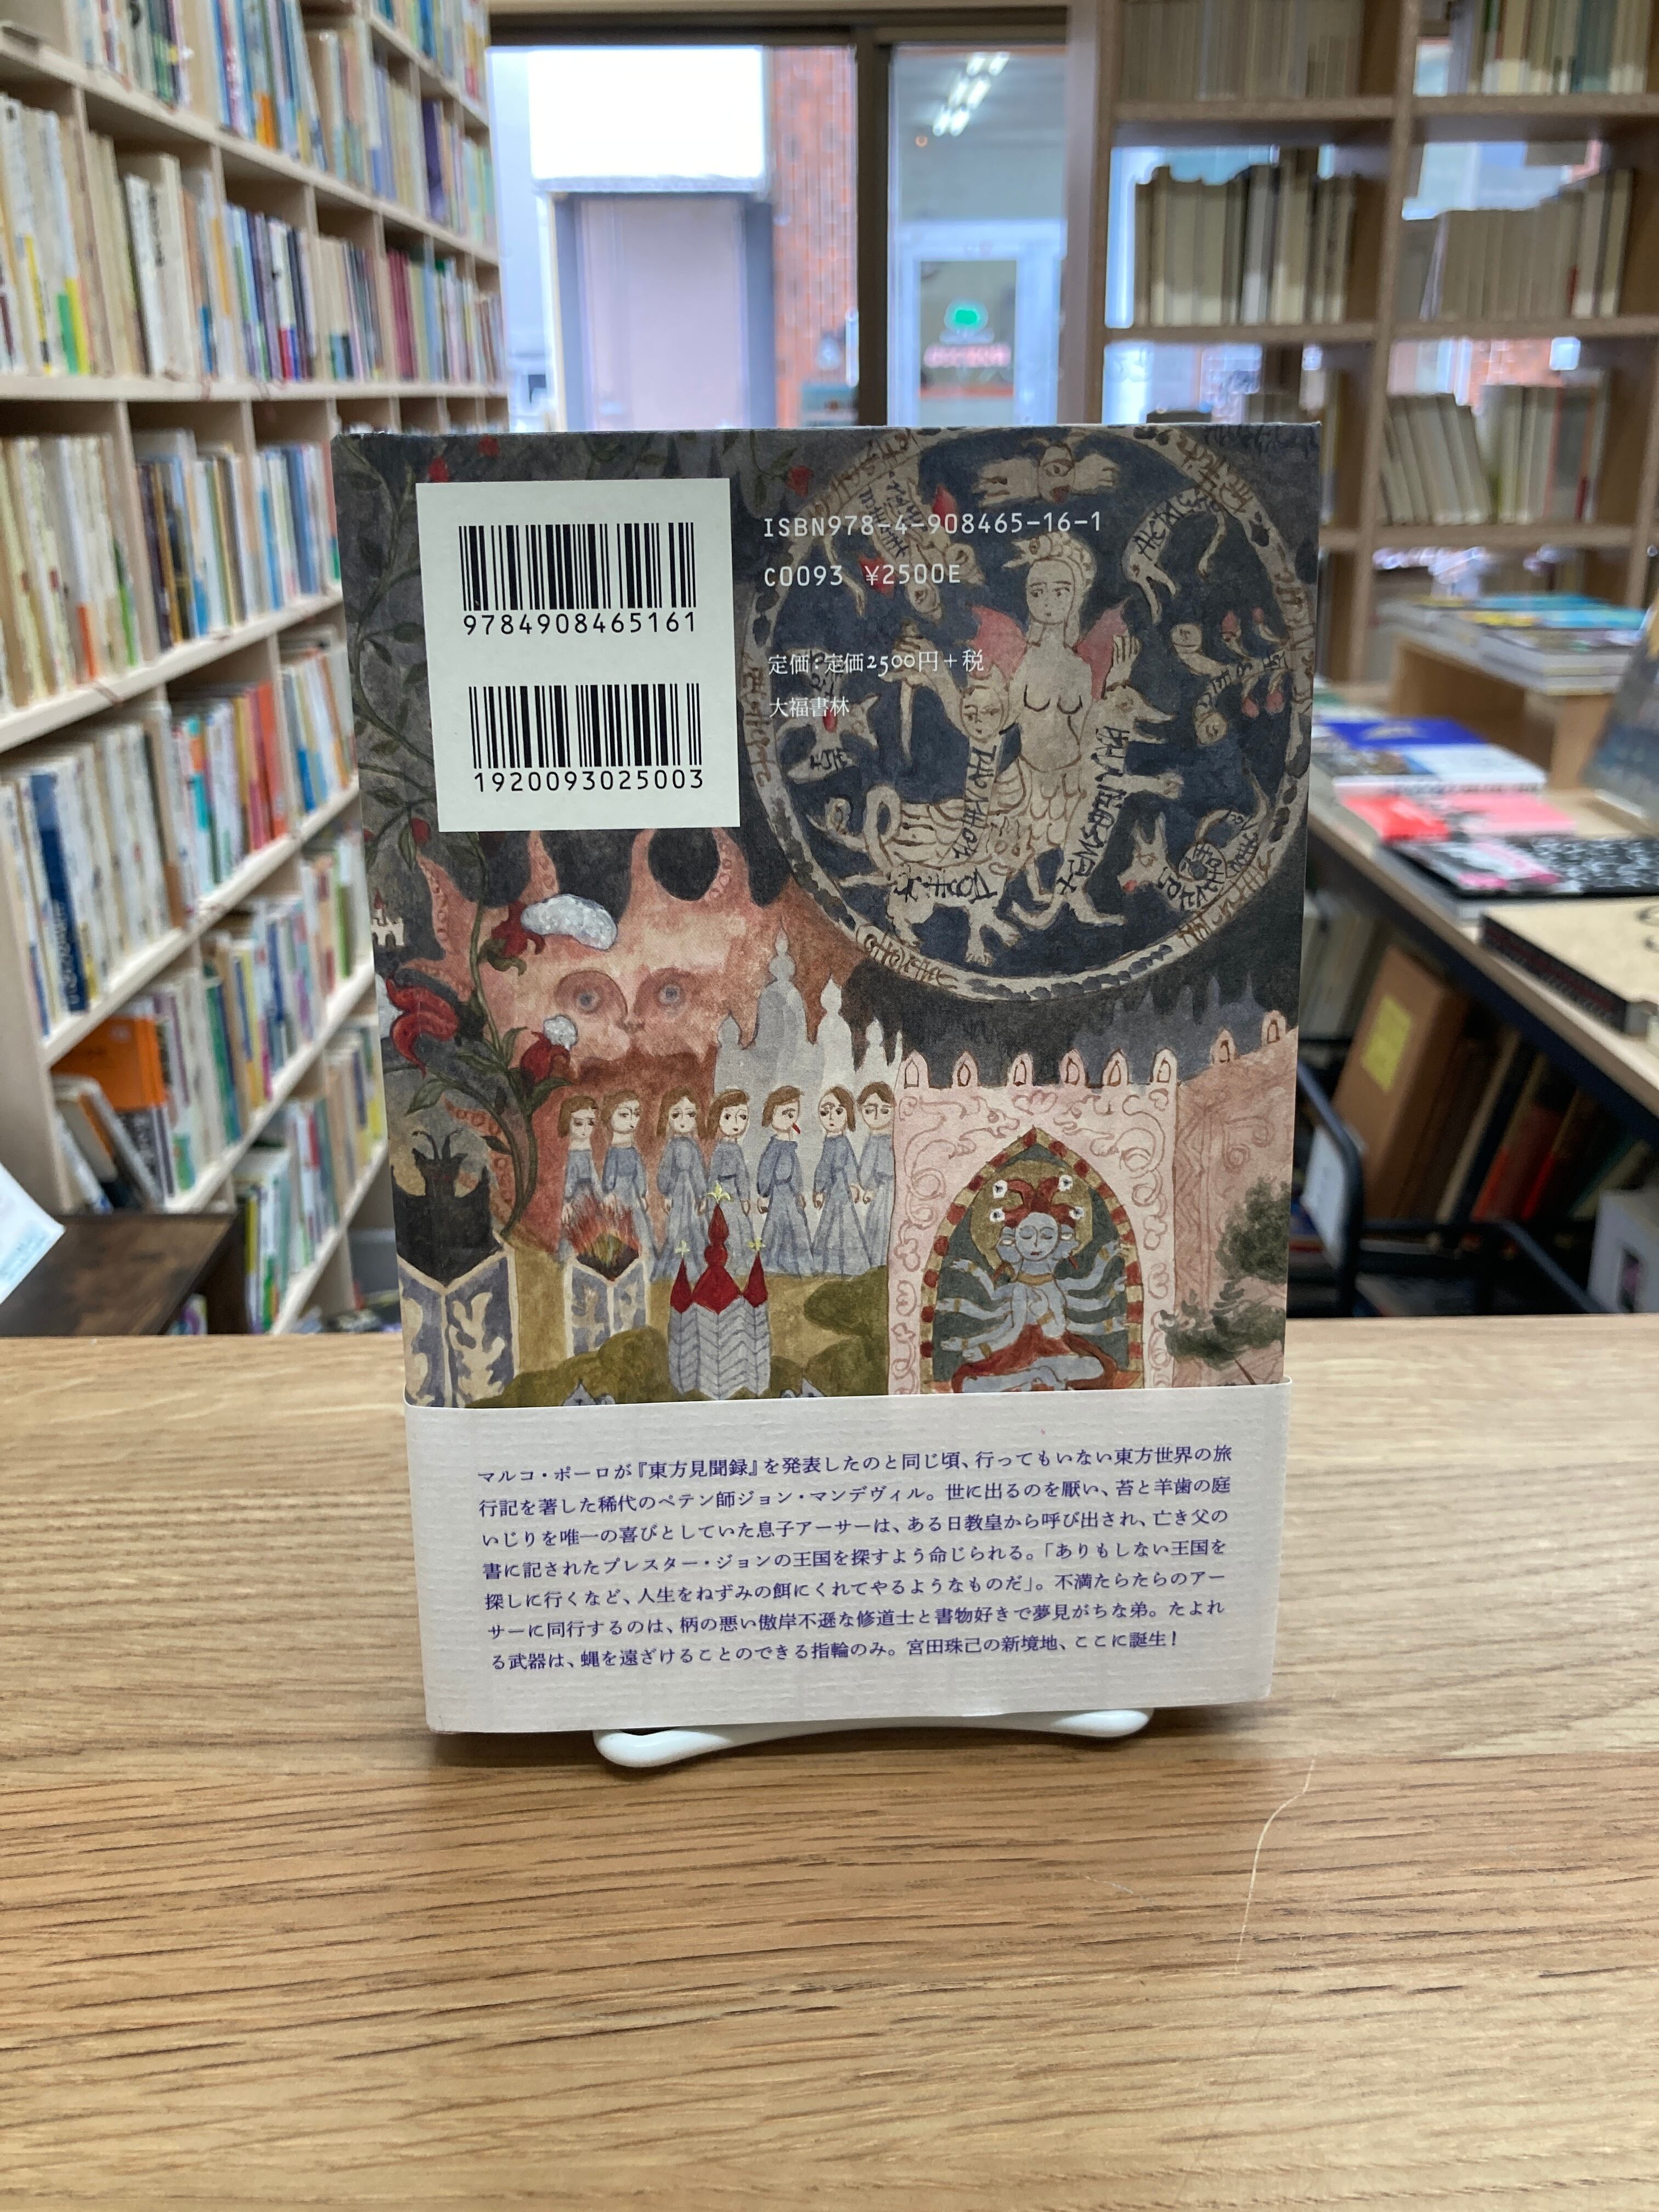 9784908465161
1920093025003
ISBN978-4-908465-16-1
C0093 ¥2500E
定価:定価2500円+税
大福書林
マルコ・ポーロが『東方見聞録』を発表したのと同じ頃、行ってもいない東方世界の旅
行記を著した稀代のペテン師ジョン・マンデヴィル。世に出るのを厭い、苔と羊歯の庭
いじりを唯一の喜びとしていた息子アーサーは、ある日教皇から呼び出され、亡き父の
書に記されたプレスター・ジョンの王国を探すよう命じられる。「ありもしない王国を
探しに行くなど、人生をねずみの餌にくれてやるようなものだ」。不満たらたらのアー
サーに同行するのは、柄の悪い傲岸不遜な修道士と書物好きで夢見がちな弟。たよれ
る武器は、蝿を遠ざけることのできる指輪のみ。宮田珠己の新境地、ここに誕生!